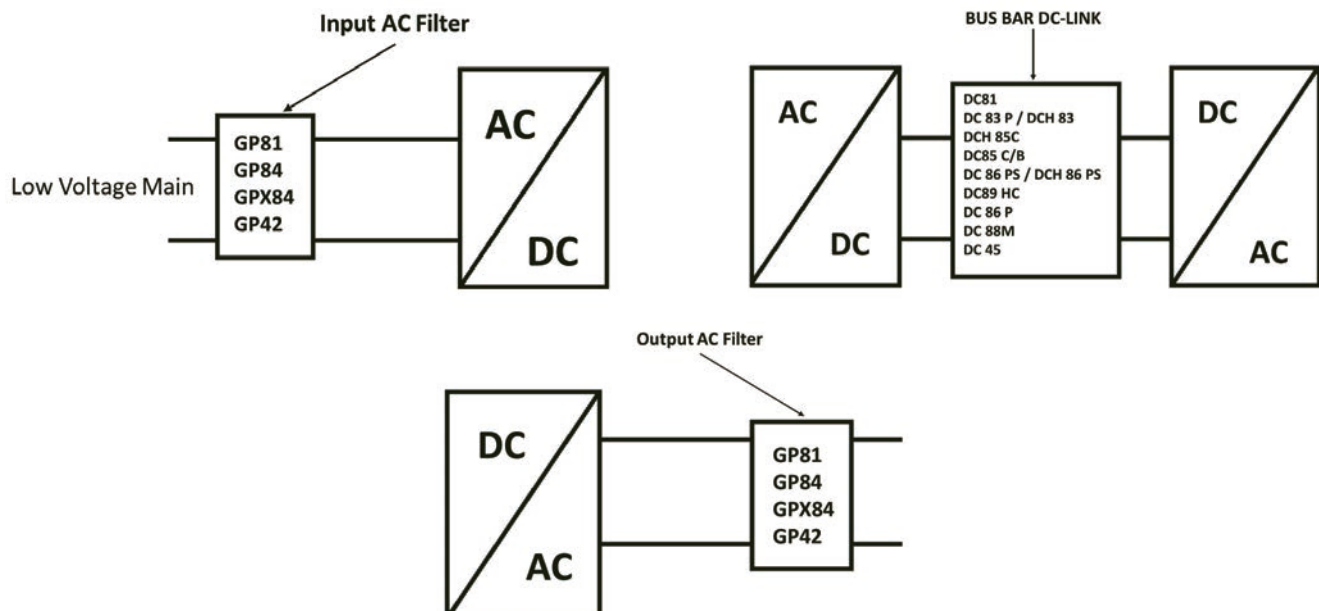 Input AC Filter
GP81
GP84
GPX84
GP42
Low Voltage Main
AC
DC
BUS BAR DC-LINK
AC
DC
DC81
DC 83 P / DCH 83
DCH 85C
DC85 C/B
DC 86 PS / DCH 86 PS
DC89 HC
DC 86 P
DC 88M
DC 45
DC
AC
Output AC Filter
DC
AC
GP81
GP84
GPX84
GP42